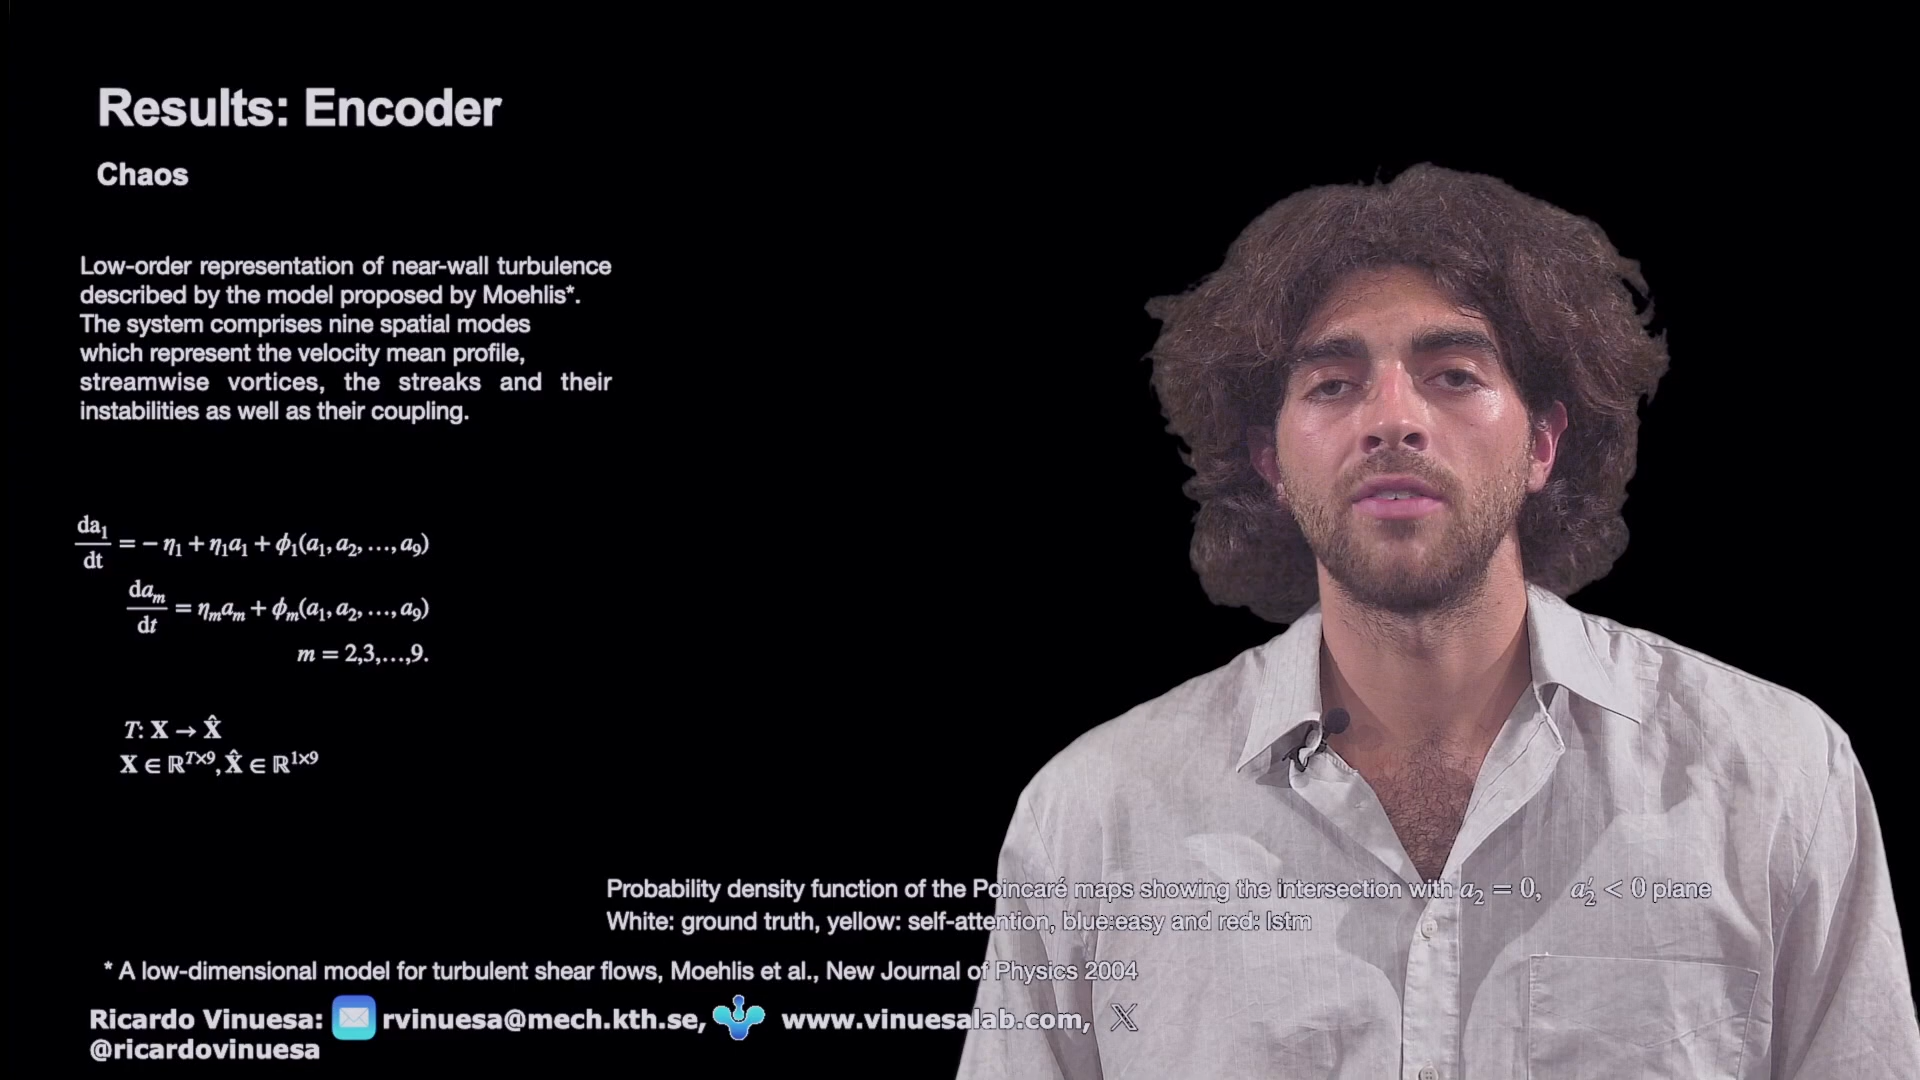 Results: Encoder
Chaos
Low-order representation of near-wall turbulence
described by the model proposed by Moehlis*.
The system comprises nine spatial modes
which represent the velocity mean profile,
streamwise vortices, the streaks and their
instabilities as well as their coupling.
da₁/dt = − η₁ + η₁a₁ + ϕ₁(a₁, a₂, …, a₉)
daₘ/dt = ηₘaₘ + ϕₘ(a₁, a₂, …, a₉)
m = 2,3,…,9.
T: X → X̂
X ∈ ℝᵀˣ⁹, X̂ ∈ ℝ¹ˣ⁹
Probability density function of the Poincaré maps showing the intersection with a₂ = 0, a₂′ < 0 plane
White: ground truth, yellow: self-attention, blue:easy and red: lstm
* A low-dimensional model for turbulent shear flows, Moehlis et al., New Journal of Physics 2004
Ricardo Vinuesa: rvinuesa@mech.kth.se, www.vinuesalab.com, 𝕏
@ricardovinuesa